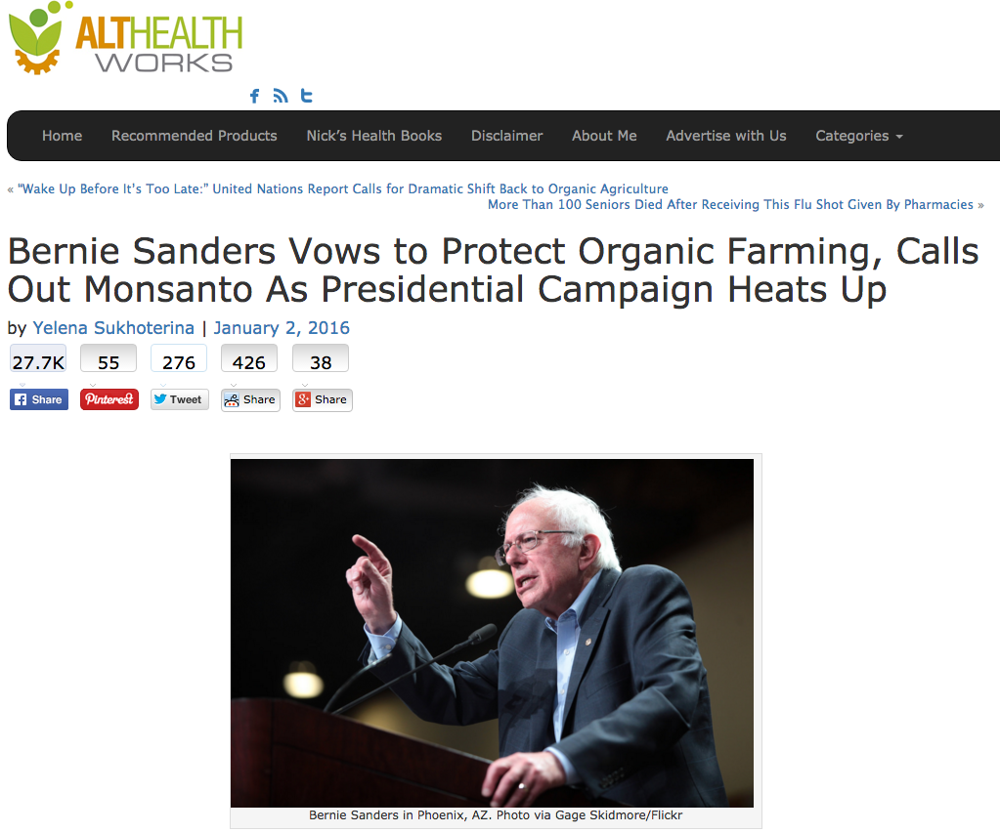 ALTHEALTH
WORKS
Home Recommended Products Nick’s Health Books Disclaimer About Me Advertise with Us Categories
« “Wake Up Before It's Too Late:” United Nations Report Calls for Dramatic Shift Back to Organic Agriculture
More Than 100 Seniors Died After Receiving This Flu Shot Given By Pharmacies »
Bernie Sanders Vows to Protect Organic Farming, Calls
Out Monsanto As Presidential Campaign Heats Up
by Yelena Sukhoterina | January 2, 2016
27.7K 55 276 426 38
Share Pinterest Tweet Share Share
Bernie Sanders in Phoenix, AZ. Photo via Gage Skidmore/Flickr